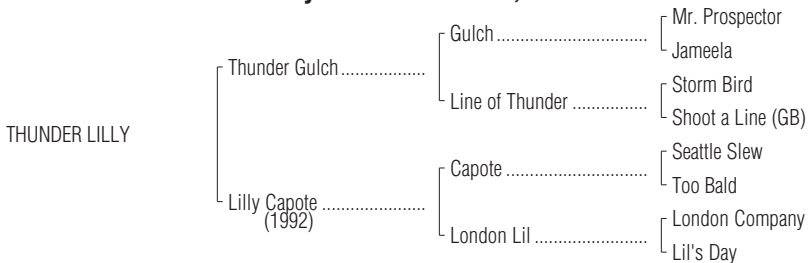 Mr. Prospector
Gulch
Jameela
Thunder Gulch
Storm Bird
Line of Thunder
Shoot a Line (GB)
THUNDER LILLY
Seattle Slew
Capote
Too Bald
Lilly Capote
(1992)
London Company
London Lil
Lil's Day